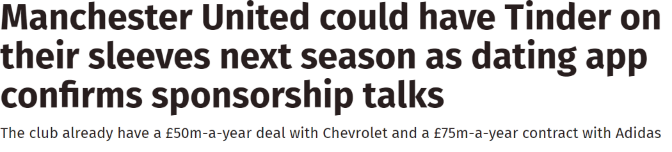 Manchester United could have Tinder on
their sleeves next season as dating app
confirms sponsorship talks
The club already have a £50m-a-year deal with Chevrolet and a £75m-a-year contract with Adidas